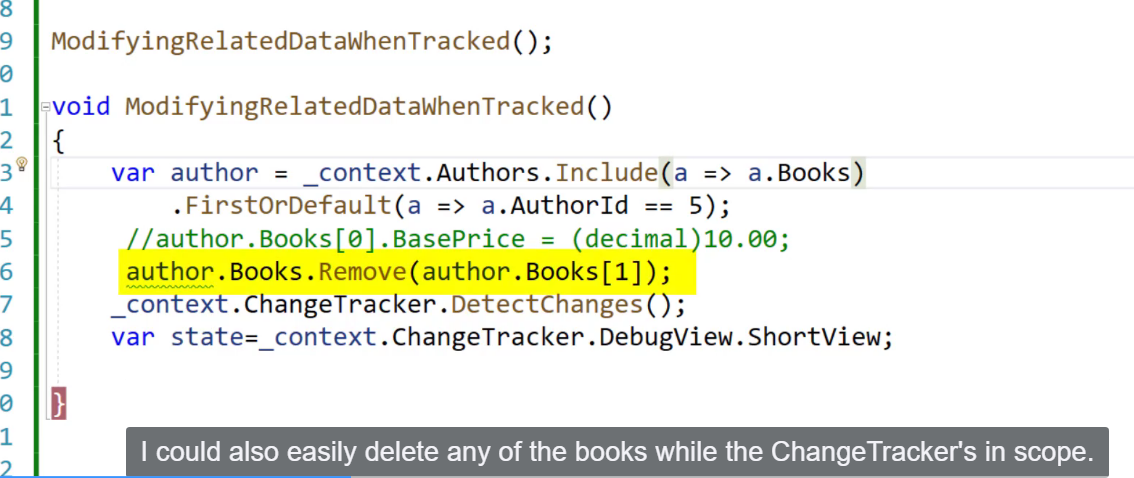 8
9 ModifyingRelatedDataWhenTracked();
0
1 void ModifyingRelatedDataWhenTracked()
2 {
3 var author = _context.Authors.Include(a => a.Books)
4 .FirstOrDefault(a => a.AuthorId == 5);
5 //author.Books[0].BasePrice = (decimal)10.00;
6 author.Books.Remove(author.Books[1]);
7 _context.ChangeTracker.DetectChanges();
8 var state=_context.ChangeTracker.DebugView.ShortView;
9
0 }
1
I could also easily delete any of the books while the ChangeTracker's in scope.
2